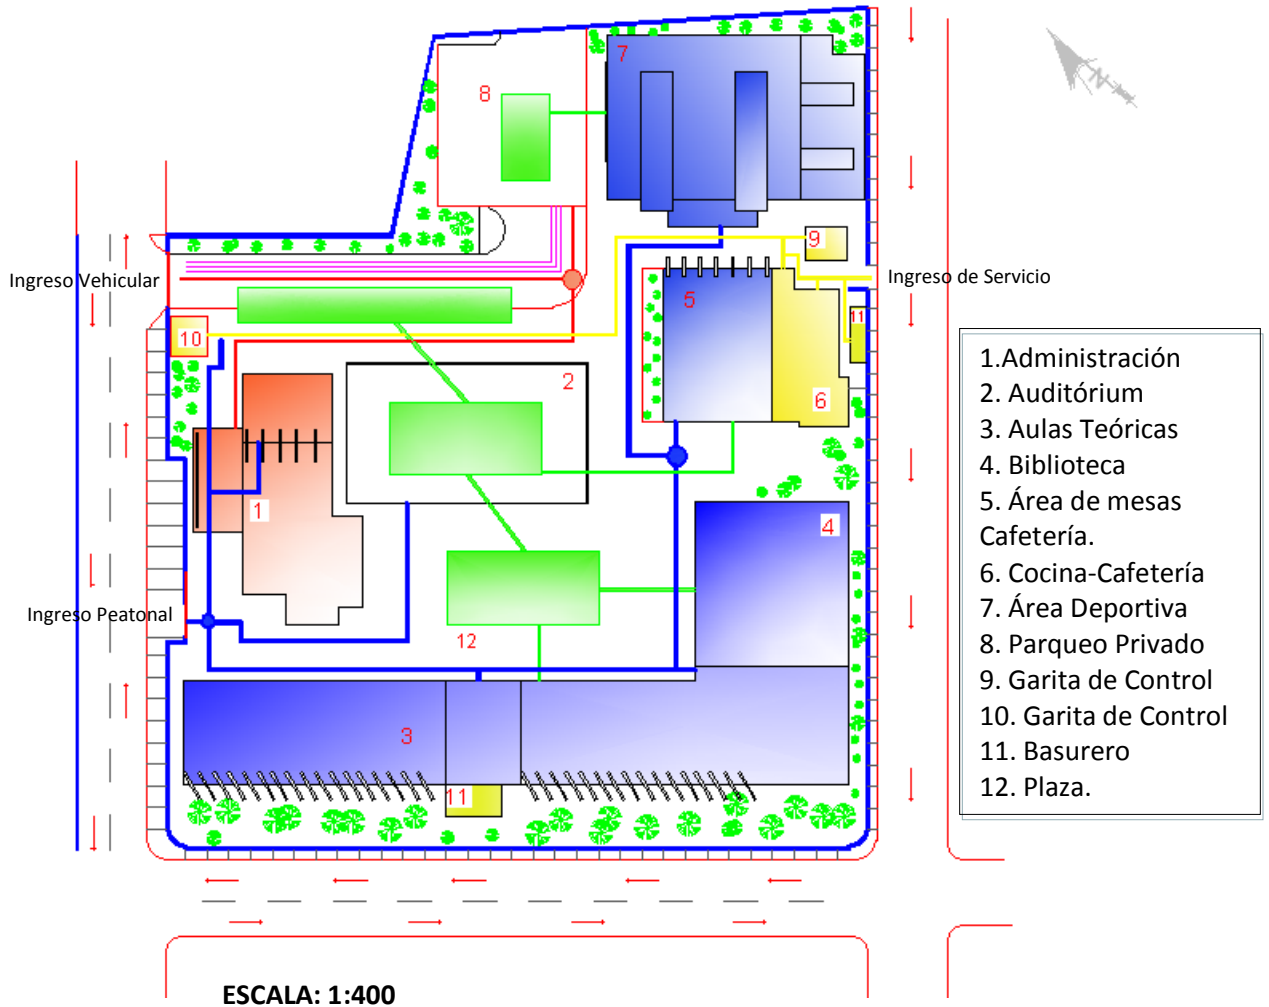 7
8
N
9
Ingreso Vehicular
Ingreso de Servicio
5
11
10
2
6
1
4
Ingreso Peatonal
12
3
11
1.Administración
2. Auditórium
3. Aulas Teóricas
4. Biblioteca
5. Área de mesas
Cafetería.
6. Cocina-Cafetería
7. Área Deportiva
8. Parqueo Privado
9. Garita de Control
10. Garita de Control
11. Basurero
12. Plaza.
ESCALA: 1:400